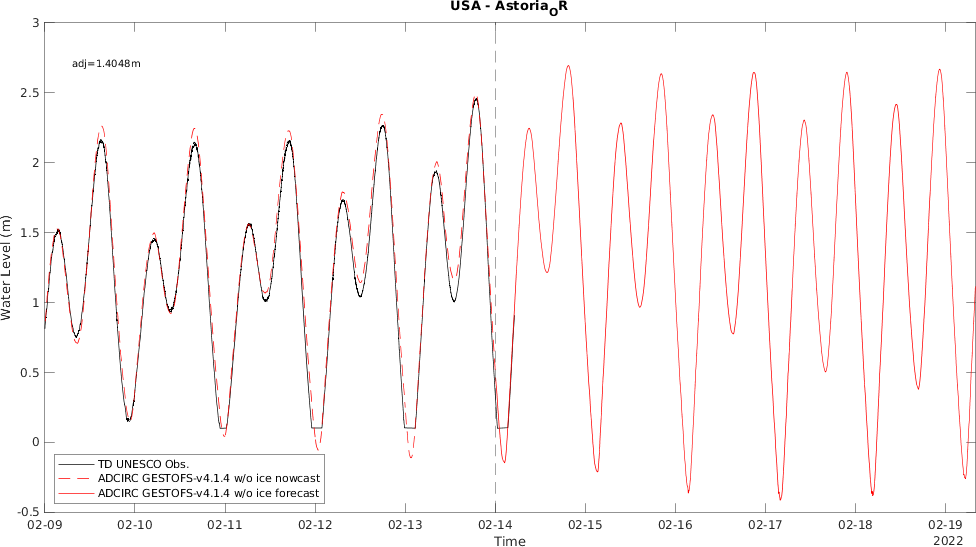 USA - AstoriaOR
adj=1.4048m
Water Level (m)
3
2.5
2
1.5
1
0.5
0
-0.5
TD UNESCO Obs.
ADCIRC GESTOFS-v4.1.4 w/o ice nowcast
ADCIRC GESTOFS-v4.1.4 w/o ice forecast
02-09 02-10 02-11 02-12 02-13 02-14 02-15 02-16 02-17 02-18 02-19
Time
2022